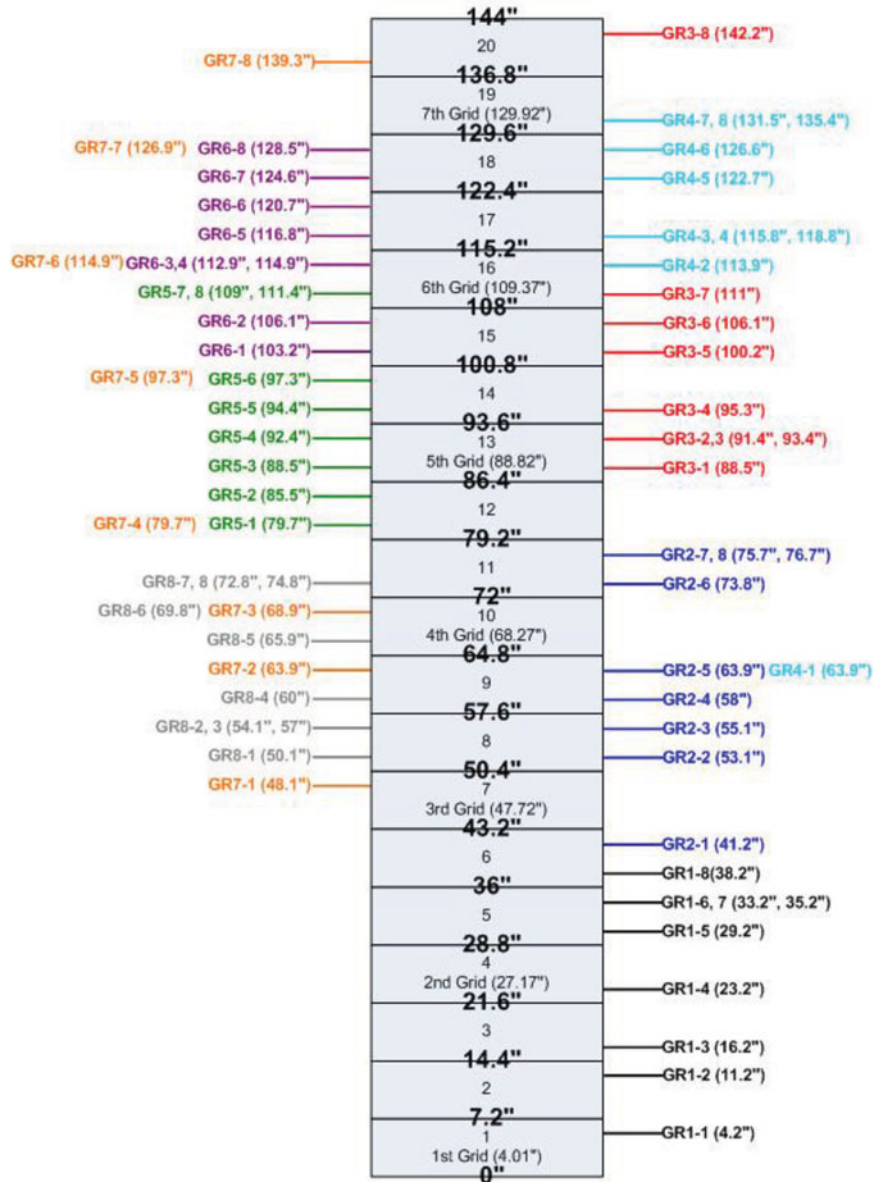 144"
GR3-8 (142.2")
20
GR7-8 (139.3")
136.8"
19
7th Grid (129.92")
GR4-7, 8 (131.5", 135.4")
129.6"
GR7-7 (126.9") GR6-8 (128.5")
GR4-6 (126.6")
18
GR6-7 (124.6")
GR4-5 (122.7")
122.4"
GR6-6 (120.7")
17
GR6-5 (116.8")
GR4-3, 4 (115.8", 118.8")
115.2"
GR7-6 (114.9") GR6-3,4 (112.9", 114.9")
16
GR4-2 (113.9")
6th Grid (109.37")
GR5-7, 8 (109", 111.4")
GR3-7 (111")
108"
GR6-2 (106.1")
GR3-6 (106.1")
15
GR6-1 (103.2")
GR3-5 (100.2")
100.8"
GR7-5 (97.3") GR5-6 (97.3")
14
GR5-5 (94.4")
GR3-4 (95.3")
93.6"
GR5-4 (92.4")
13
GR3-2,3 (91.4", 93.4")
5th Grid (88.82")
GR5-3 (88.5")
GR3-1 (88.5")
86.4"
GR5-2 (85.5")
12
GR7-4 (79.7") GR5-1 (79.7")
79.2"
GR2-7, 8 (75.7", 76.7")
11
GR8-7, 8 (72.8", 74.8")
GR2-6 (73.8")
72"
GR8-6 (69.8") GR7-3 (68.9")
10
4th Grid (68.27")
GR8-5 (65.9")
64.8"
GR7-2 (63.9")
GR2-5 (63.9") GR4-1 (63.9")
9
GR8-4 (60")
GR2-4 (58")
57.6"
GR8-2, 3 (54.1", 57")
GR2-3 (55.1")
8
GR8-1 (50.1")
GR2-2 (53.1")
50.4"
GR7-1 (48.1")
7
3rd Grid (47.72")
43.2"
GR2-1 (41.2")
6
GR1-8(38.2")
36"
GR1-6, 7 (33.2", 35.2")
5
GR1-5 (29.2")
28.8"
4
2nd Grid (27.17")
GR1-4 (23.2")
21.6"
3
GR1-3 (16.2")
14.4"
GR1-2 (11.2")
2
7.2"
1
GR1-1 (4.2")
1st Grid (4.01")
0"